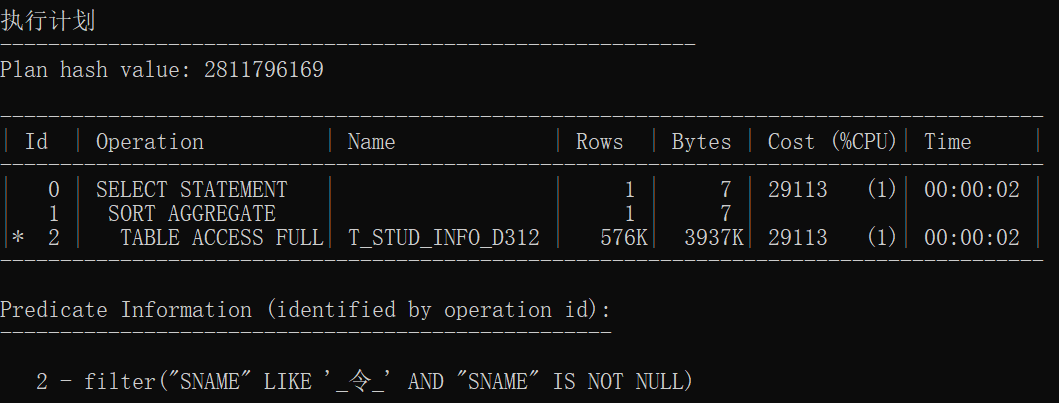 执行计划
----------------------------------------------------------
Plan hash value: 2811796169

---------------------------------------------------------------------------------------
| Id  | Operation          | Name             | Rows  | Bytes | Cost (%CPU)| Time     |
---------------------------------------------------------------------------------------
|   0 | SELECT STATEMENT   |                  |     1 |     7 | 29113   (1)| 00:00:02 |
|   1 |  SORT AGGREGATE    |                  |     1 |     7 |            |          |
|*  2 |   TABLE ACCESS FULL| T_STUD_INFO_D312 |   576K|  3937K| 29113   (1)| 00:00:02 |
---------------------------------------------------------------------------------------

Predicate Information (identified by operation id):
---------------------------------------------------

   2 - filter("SNAME" LIKE '_令_' AND "SNAME" IS NOT NULL)